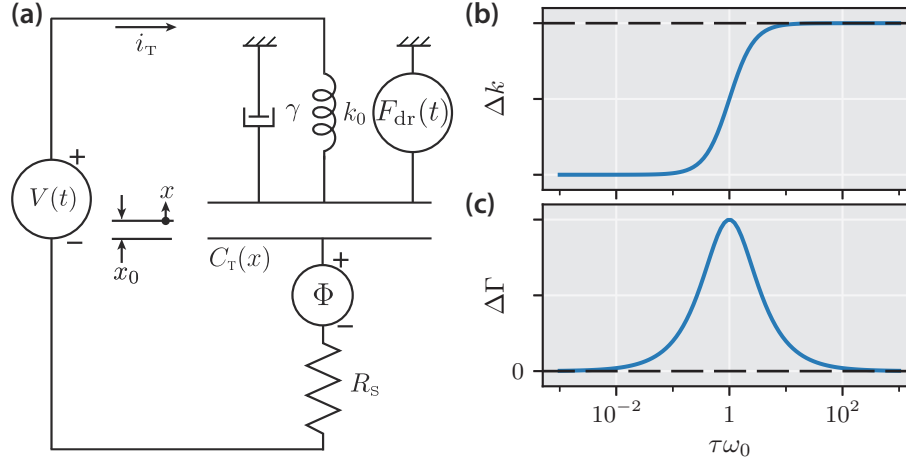 (a)
i_T
γ
k_0
F_dr(t)
V(t)
+
−
x
x_0
C_T(x)
+
Φ
−
R_S
(b)
Δk
(c)
ΔΓ
0
10^-2
1
10^2
τω_0